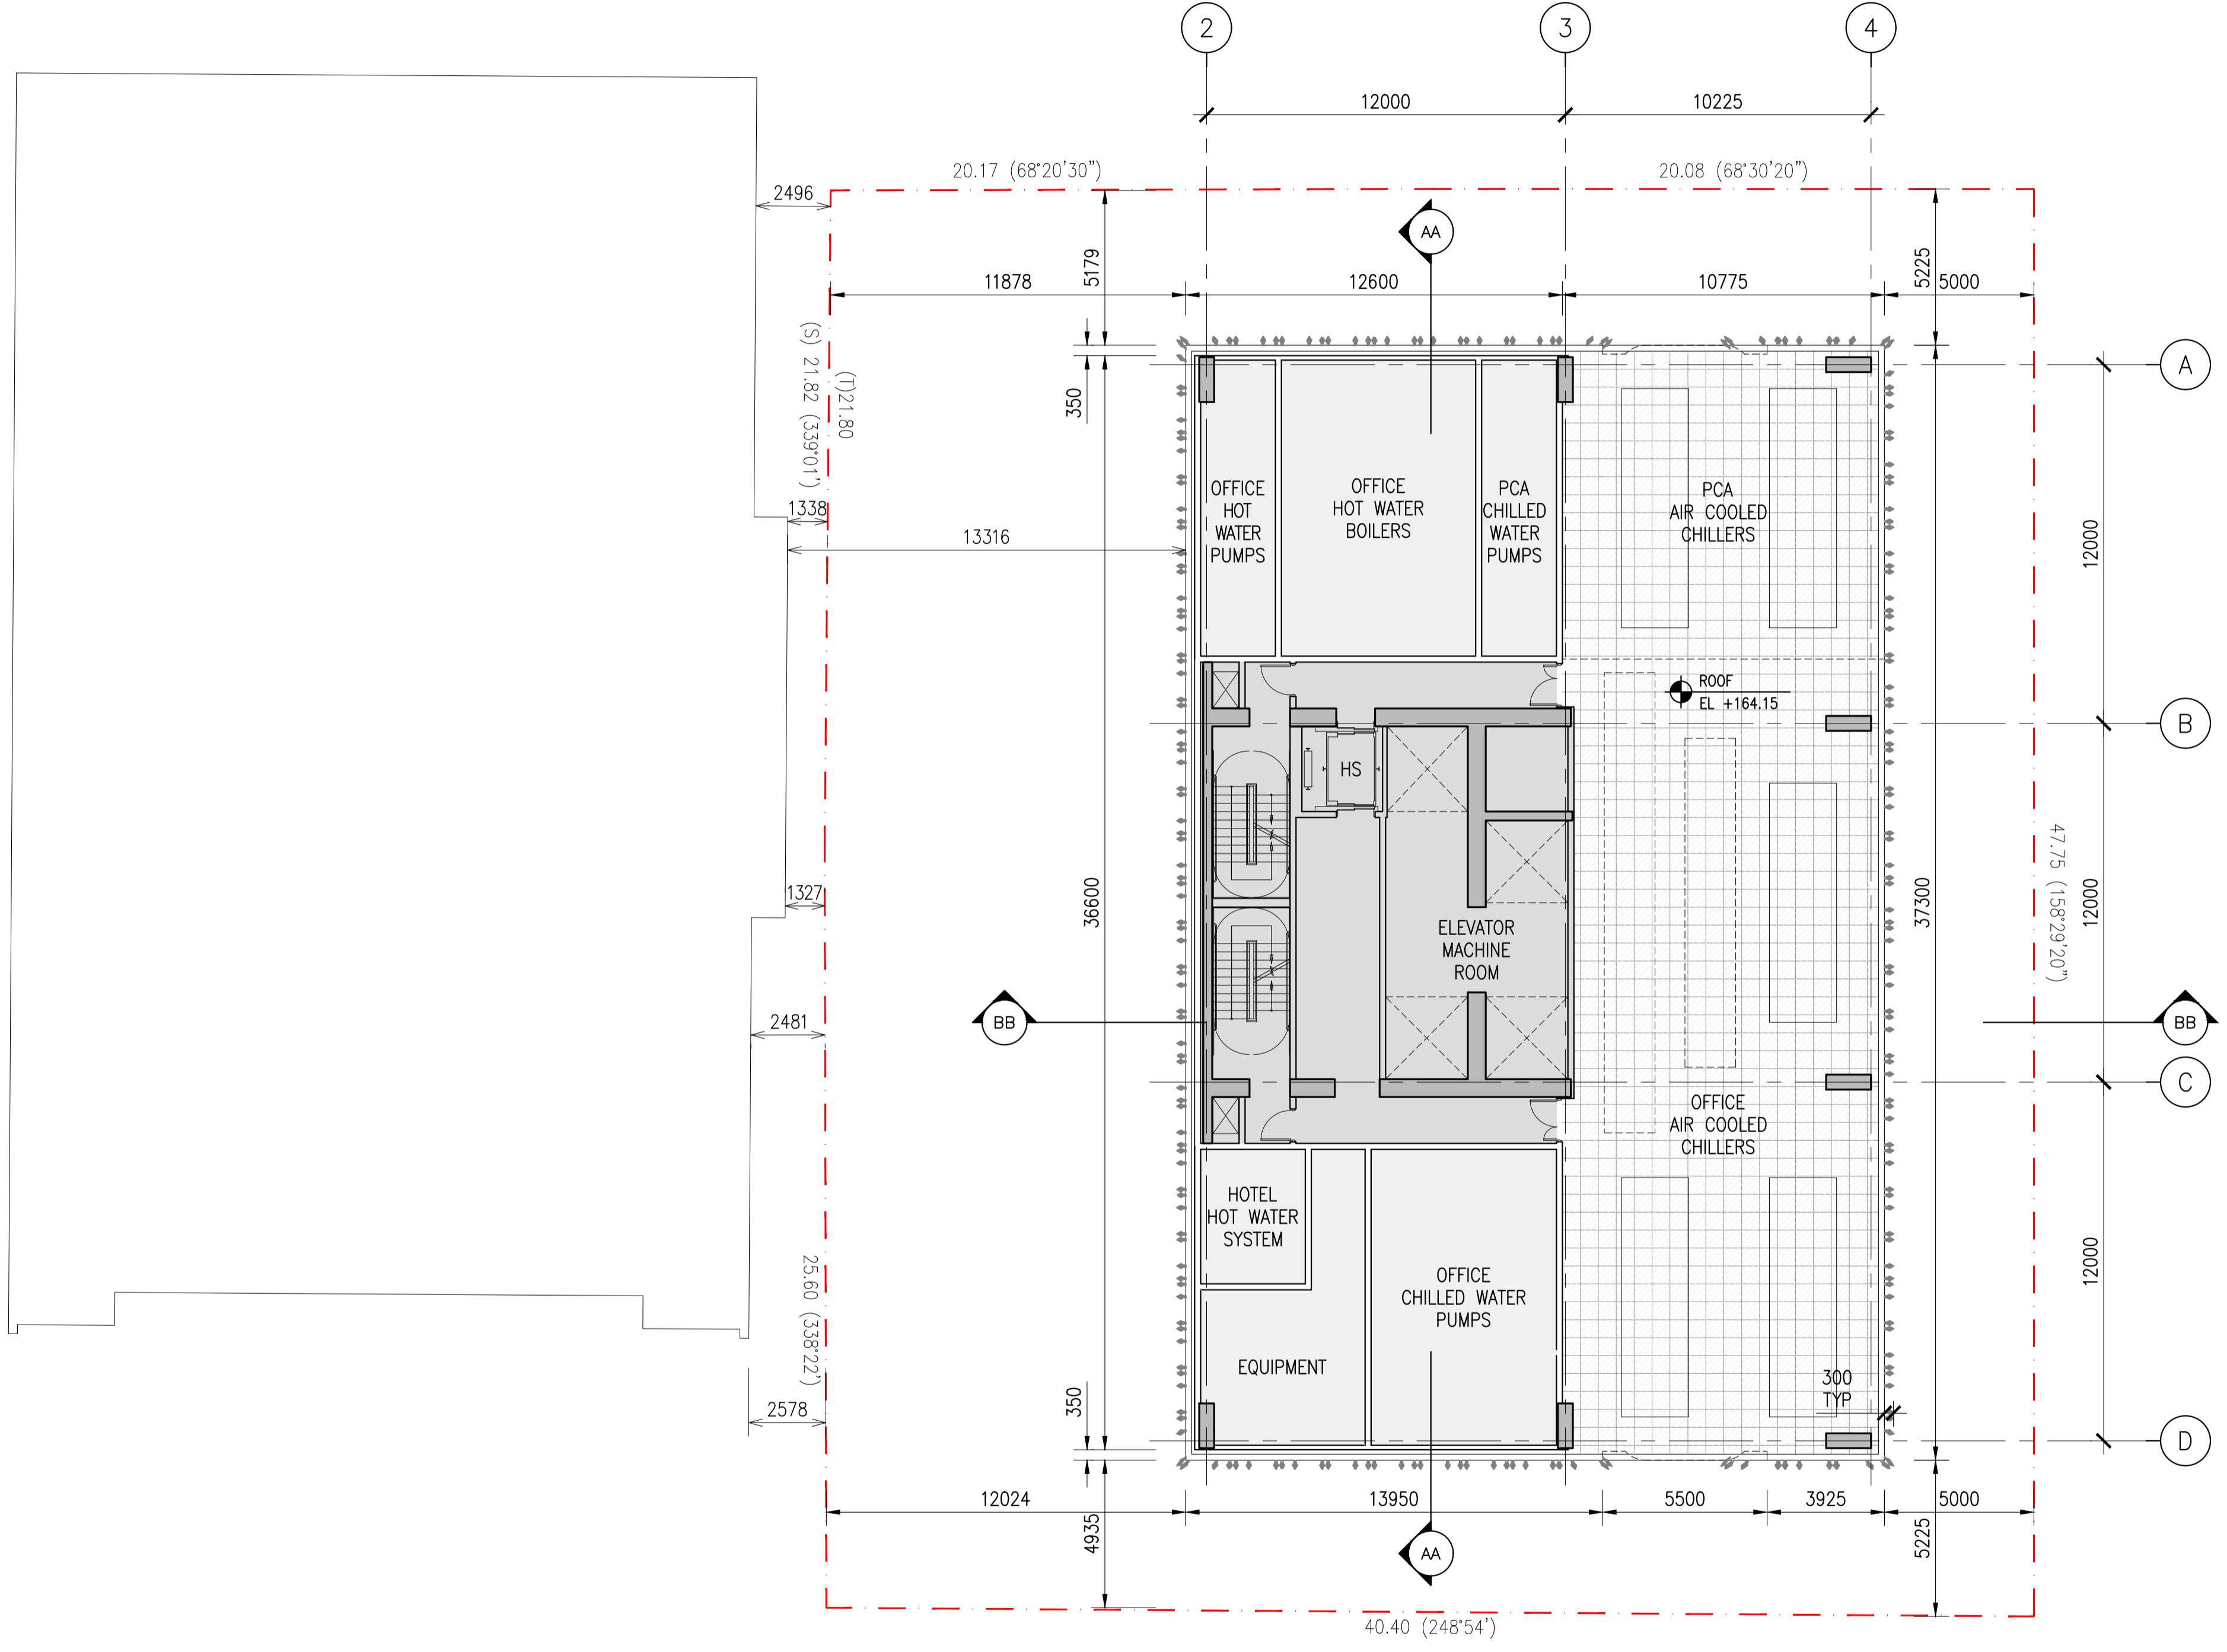 2
3
4
12000
10225
20.17 (68°20'30")
20.08 (68°30'20")
2496
AA
5179
5225
11878
12600
10775
5000
(S) 21.82 (339°01')
(T)21.80
350
A
OFFICE
HOT
WATER
PUMPS
OFFICE
HOT WATER
BOILERS
PCA
CHILLED
WATER
PUMPS
PCA
AIR COOLED
CHILLERS
1338
13316
12000
ROOF
EL +164.15
B
HS
36600
37300
1327
12000
47.75 (158°29'20")
ELEVATOR
MACHINE
ROOM
2481
BB
BB
C
OFFICE
AIR COOLED
CHILLERS
HOTEL
HOT WATER
SYSTEM
12000
25.60 (338°22')
OFFICE
CHILLED WATER
PUMPS
EQUIPMENT
300
TYP
2578
350
D
12024
13950
5500
3925
5000
4935
5225
AA
40.40 (248°54')